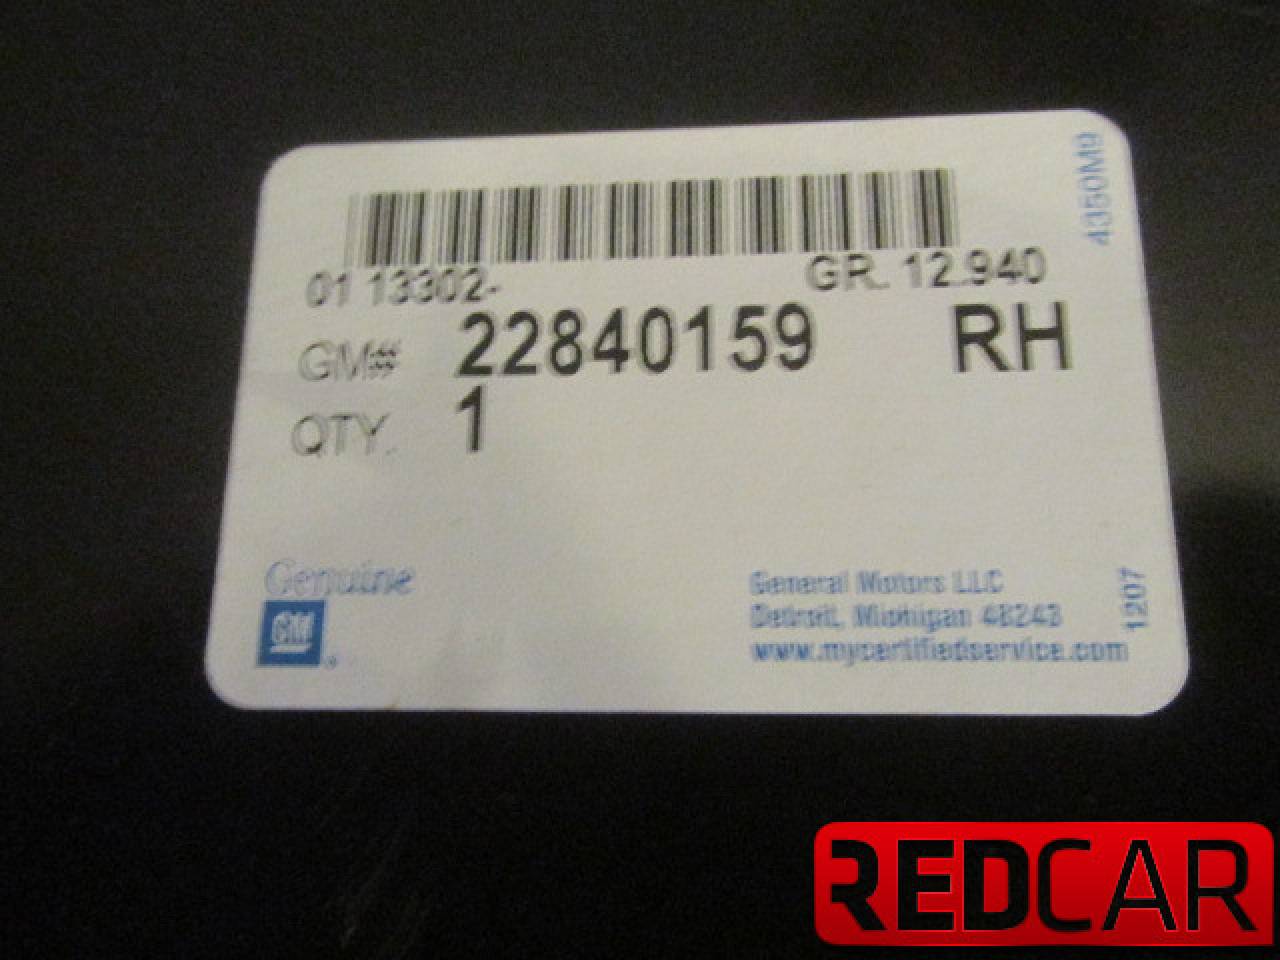 01 13302-
GR. 12.940
GM# 22840159 RH
QTY. 1
4350M9
Genuine
GM
General Motors LLC
Detroit, Michigan 48243
www.mycertifiedservice.com
1207
REDCAR